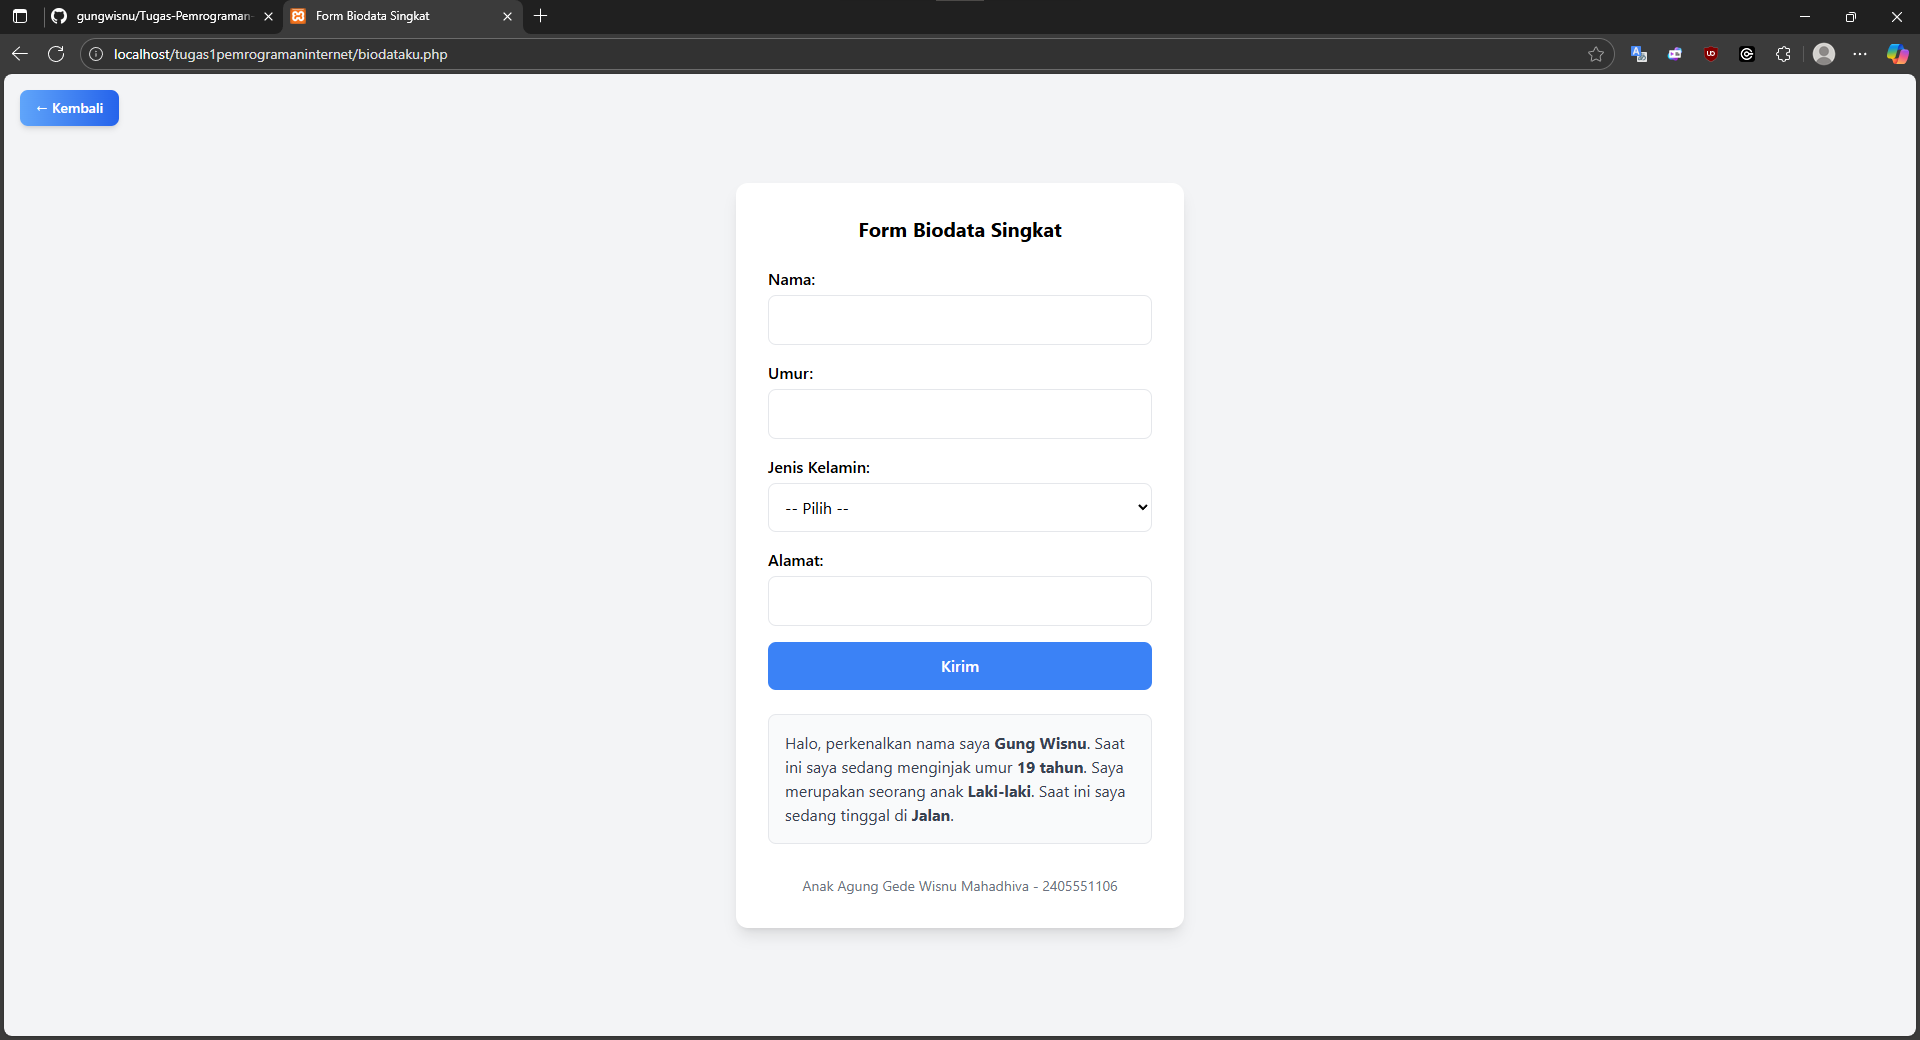 gungwisnu/Tugas-Pemrograman-
Form Biodata Singkat
localhost/tugas1pemrogramaninternet/biodataku.php
← Kembali
Form Biodata Singkat
Nama:
Umur:
Jenis Kelamin:
-- Pilih --
Alamat:
Kirim
Halo, perkenalkan nama saya Gung Wisnu. Saat
ini saya sedang menginjak umur 19 tahun. Saya
merupakan seorang anak Laki-laki. Saat ini saya
sedang tinggal di Jalan.
Anak Agung Gede Wisnu Mahadhiva - 2405551106